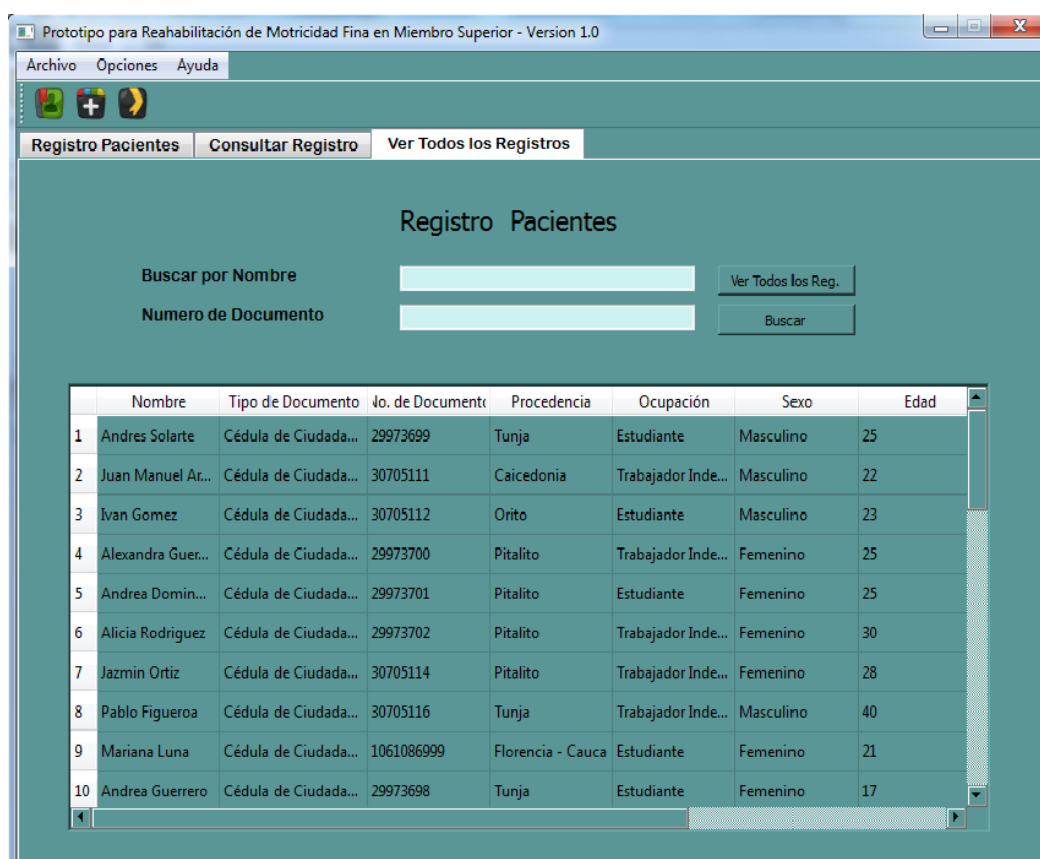 Prototipo para Reahabilitación de Motricidad Fina en Miembro Superior - Version 1.0
Archivo Opciones Ayuda
Registro Pacientes Consultar Registro Ver Todos los Registros
Registro Pacientes
Buscar por Nombre Ver Todos los Reg.
Numero de Documento Buscar
Nombre Tipo de Documento No. de Documento Procedencia Ocupación Sexo Edad
1 Andres Solarte Cédula de Ciudada... 29973699 Tunja Estudiante Masculino 25
2 Juan Manuel Ar... Cédula de Ciudada... 30705111 Caicedonia Trabajador Inde... Masculino 22
3 Ivan Gomez Cédula de Ciudada... 30705112 Orito Estudiante Masculino 23
4 Alexandra Guer... Cédula de Ciudada... 29973700 Pitalito Trabajador Inde... Femenino 25
5 Andrea Domin... Cédula de Ciudada... 29973701 Pitalito Estudiante Femenino 25
6 Alicia Rodriguez Cédula de Ciudada... 29973702 Pitalito Trabajador Inde... Femenino 30
7 Jazmin Ortiz Cédula de Ciudada... 30705114 Pitalito Trabajador Inde... Femenino 28
8 Pablo Figueroa Cédula de Ciudada... 30705116 Tunja Trabajador Inde... Masculino 40
9 Mariana Luna Cédula de Ciudada... 1061086999 Florencia - Cauca Estudiante Femenino 21
10 Andrea Guerrero Cédula de Ciudada... 29973698 Tunja Estudiante Femenino 17